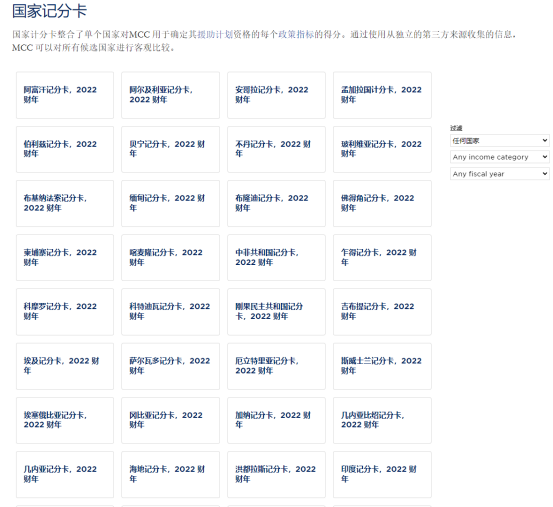 国家记分卡
国家计分卡整合了单个国家对MCC 用于确定其援助计划资格的每个政策指标的得分。通过使用从独立的第三方来源收集的信息，
MCC 可以对所有候选国家进行客观比较。
阿富汗记分卡，2022
财年
阿尔及利亚记分卡，
2022 财年
安哥拉记分卡，2022
财年
孟加拉国计分卡，2022
财年
过滤
任何国家
Any income category
Any fiscal year
伯利兹记分卡，2022
财年
贝宁记分卡，2022 财
年
不丹记分卡，2022 财
年
玻利维亚记分卡，2022
财年
布基纳法索记分卡，
2022 财年
缅甸记分卡，2022 财
年
布隆迪记分卡，2022
财年
佛得角记分卡，2022
财年
柬埔寨记分卡，2022
财年
喀麦隆记分卡，2022
财年
中非共和国记分卡，
2022 财年
乍得记分卡，2022 财
年
科摩罗记分卡，2022
财年
科特迪瓦记分卡，2022
财年
刚果民主共和国记分
卡，2022 财年
吉布提记分卡，2022
财年
埃及记分卡，2022 财
年
萨尔瓦多记分卡，2022
财年
厄立特里亚记分卡，
2022 财年
斯威士兰记分卡，2022
财年
埃塞俄比亚记分卡，
2022 财年
冈比亚记分卡，2022
财年
加纳记分卡，2022 财
年
几内亚比绍记分卡，
2022 财年
几内亚记分卡，2022
财年
海地记分卡，2022 财
年
洪都拉斯记分卡，2022
财年
印度记分卡，2022 财
年